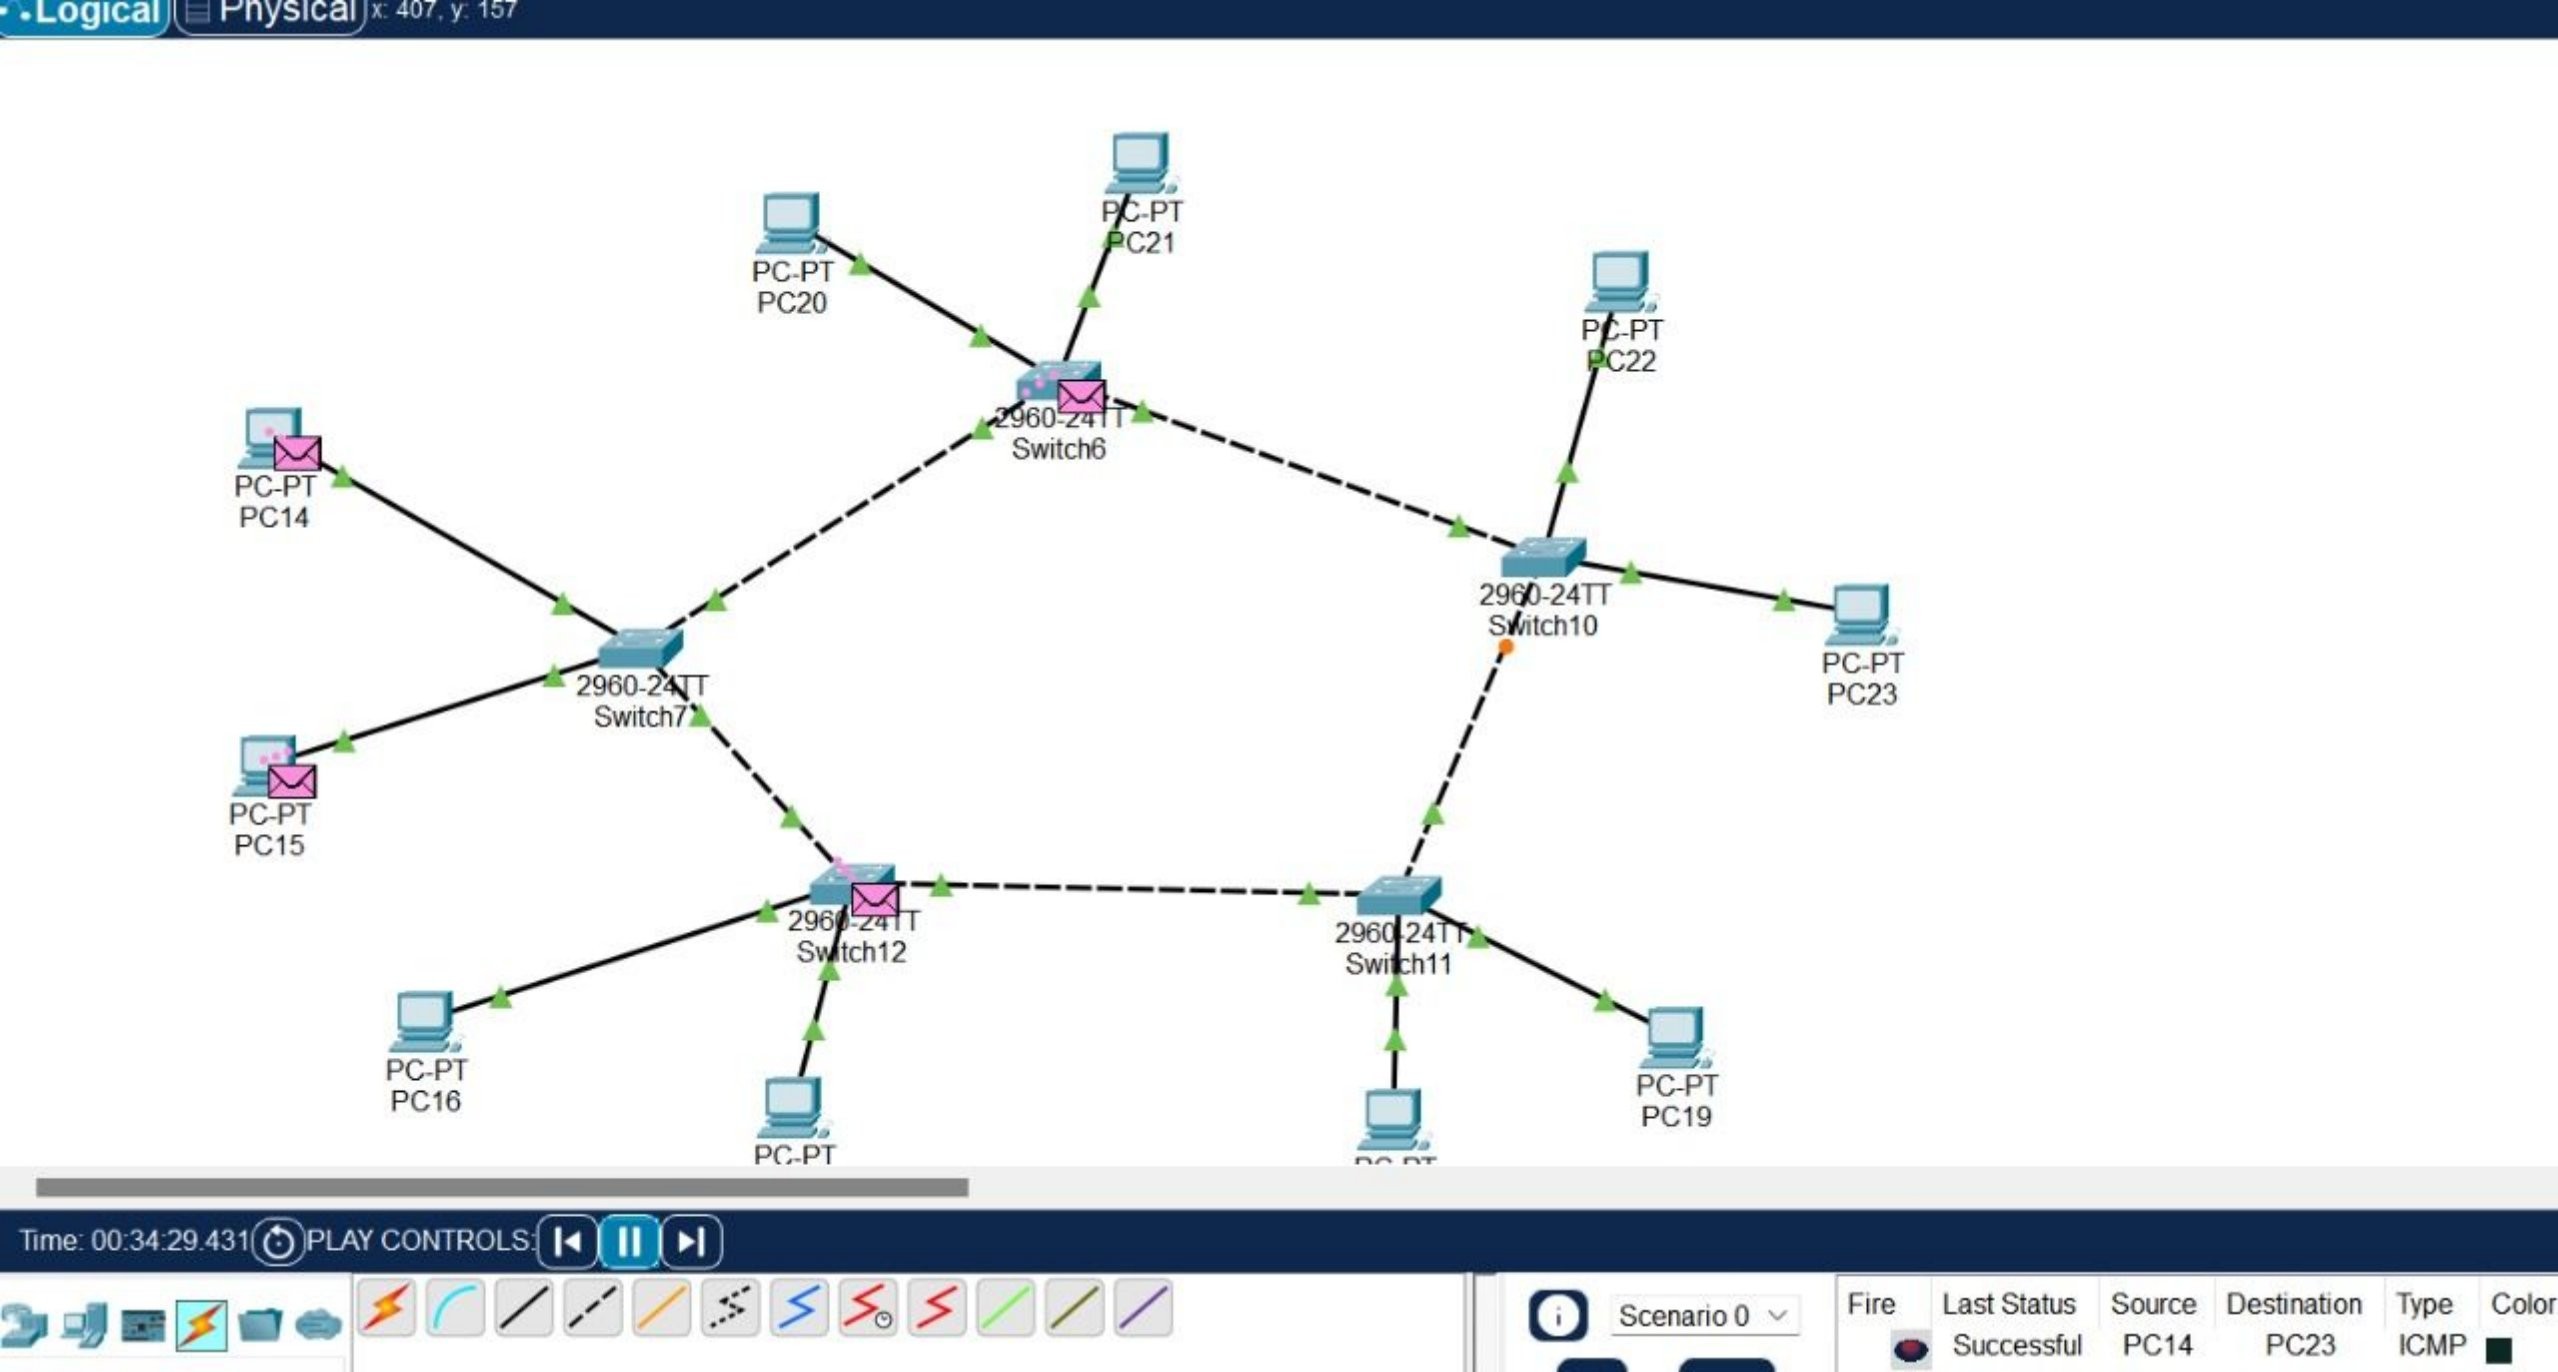 Logical Physical x: 407, y: 157
PC-PT
PC21
PC-PT
PC20
PC-PT
PC22
2960-24TT
Switch6
PC-PT
PC14
2960-24TT
Switch10
PC-PT
PC23
2960-24TT
Switch7
PC-PT
PC15
2960-24TT
Switch12
2960-24TT
Switch11
PC-PT
PC16
PC-PT
PC19
PC-PT
PC-PT
Time: 00:34:29.431 PLAY CONTROLS:
Scenario 0
Fire Last Status Source Destination Type Color
Successful PC14 PC23 ICMP